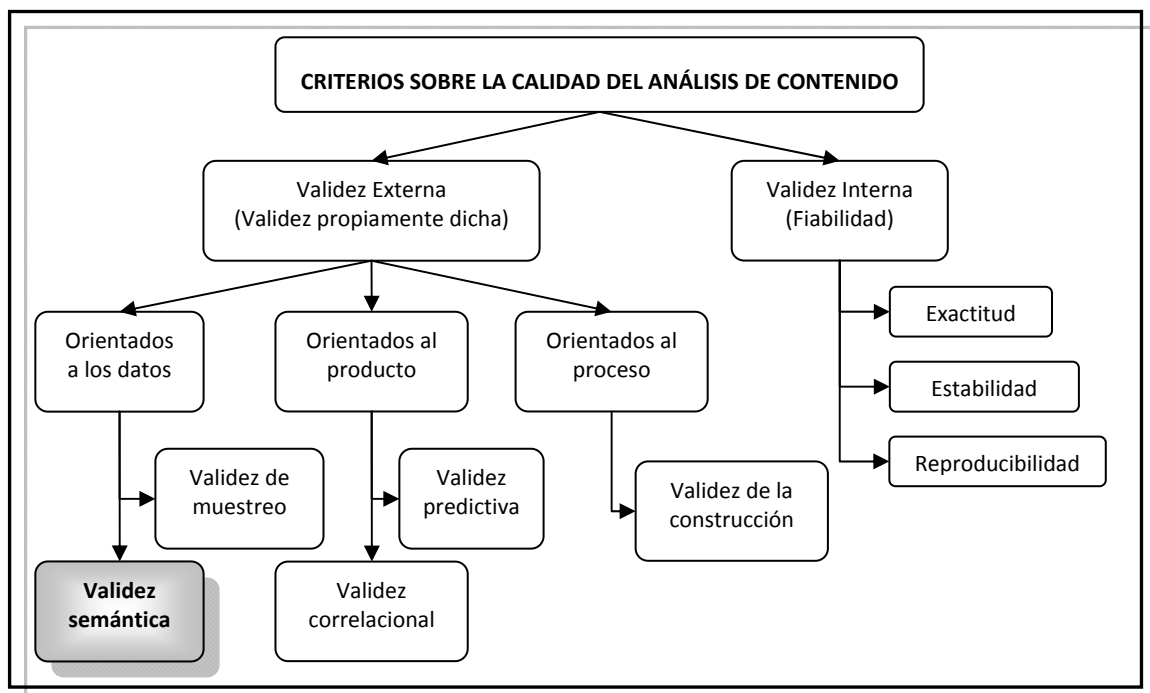 CRITERIOS SOBRE LA CALIDAD DEL ANÁLISIS DE CONTENIDO
Validez Externa
(Validez propiamente dicha)
Validez Interna
(Fiabilidad)
Orientados
a los datos
Orientados al
producto
Orientados al
proceso
Exactitud
Estabilidad
Reproducibilidad
Validez de
muestreo
Validez
predictiva
Validez de la
construcción
Validez
semántica
Validez
correlacional